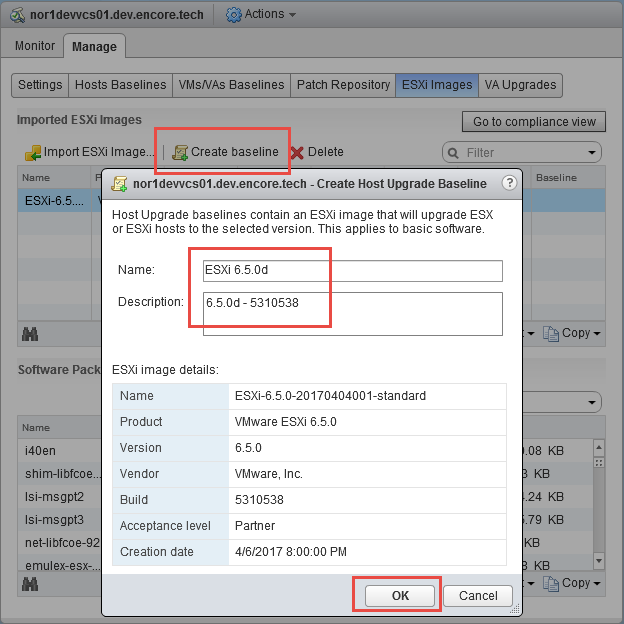 nor1devvcs01.dev.encore.tech
Actions
Monitor
Manage
Settings
Hosts Baselines
VMs/VAs Baselines
Patch Repository
ESXi Images
VA Upgrades
Imported ESXi Images
Go to compliance view
Import ESXi Image...
Create baseline
Delete
Filter
Name
Baseline
ESXi-6.5....
nor1devvcs01.dev.encore.tech - Create Host Upgrade Baseline
?
Host Upgrade baselines contain an ESXi image that will upgrade ESX
or ESXi hosts to the selected version. This applies to basic software.
Name:
ESXi 6.5.0d
Description:
6.5.0d - 5310538
Copy
ESXi image details:
Name ESXi-6.5.0-20170404001-standard
Product VMware ESXi 6.5.0
Version 6.5.0
Vendor VMware, Inc.
Build 5310538
Acceptance level Partner
Creation date 4/6/2017 8:00:00 PM
OK
Cancel
Software Pack
Name
i40en
.08 KB
shim-libfcoe...
3 KB
lsi-msgpt2
.24 KB
lsi-msgpt3
5.79 KB
net-libfcoe-92
KB
emulex-esx-...
3 KB
Copy